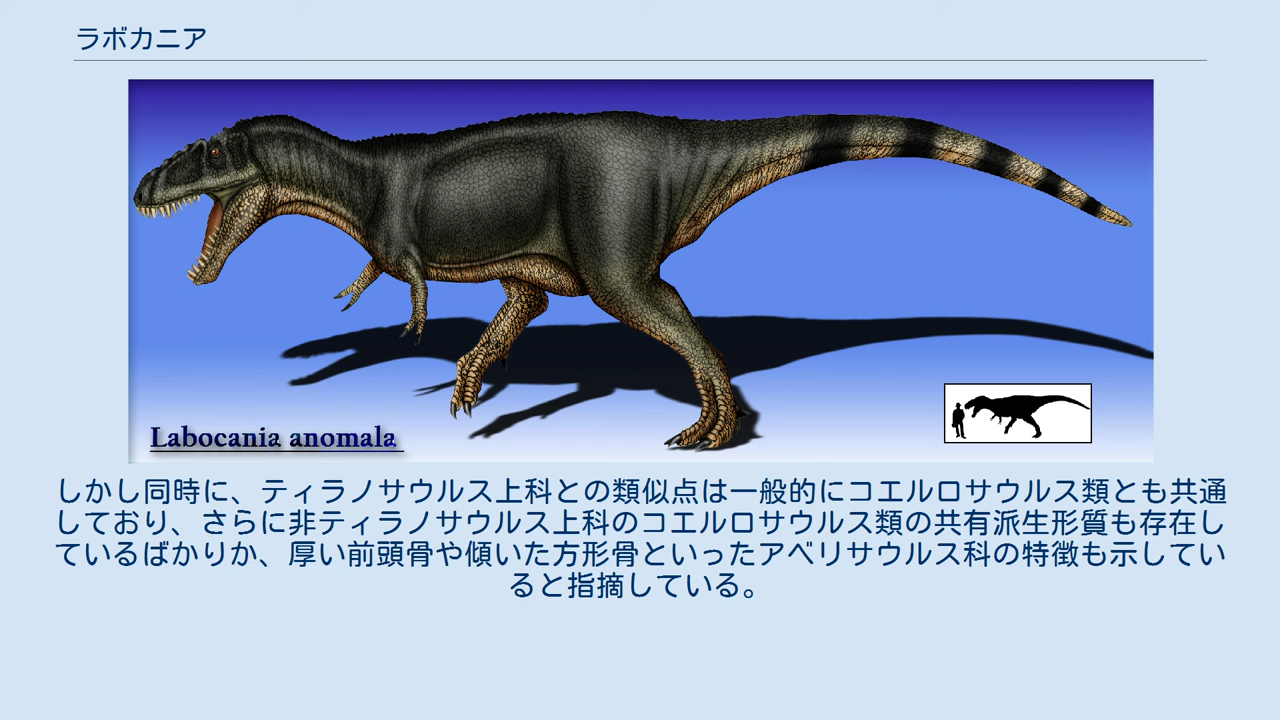 ラボカニア
Labocania anomala
しかし同時に、ティラノサウルス上科との類似点は一般的にコエルロサウルス類とも共通
しており、さらに非ティラノサウルス上科のコエルロサウルス類の共有派生形質も存在し
ているばかりか、厚い前頭骨や傾いた方形骨といったアベリサウルス科の特徴も示してい
ると指摘している。